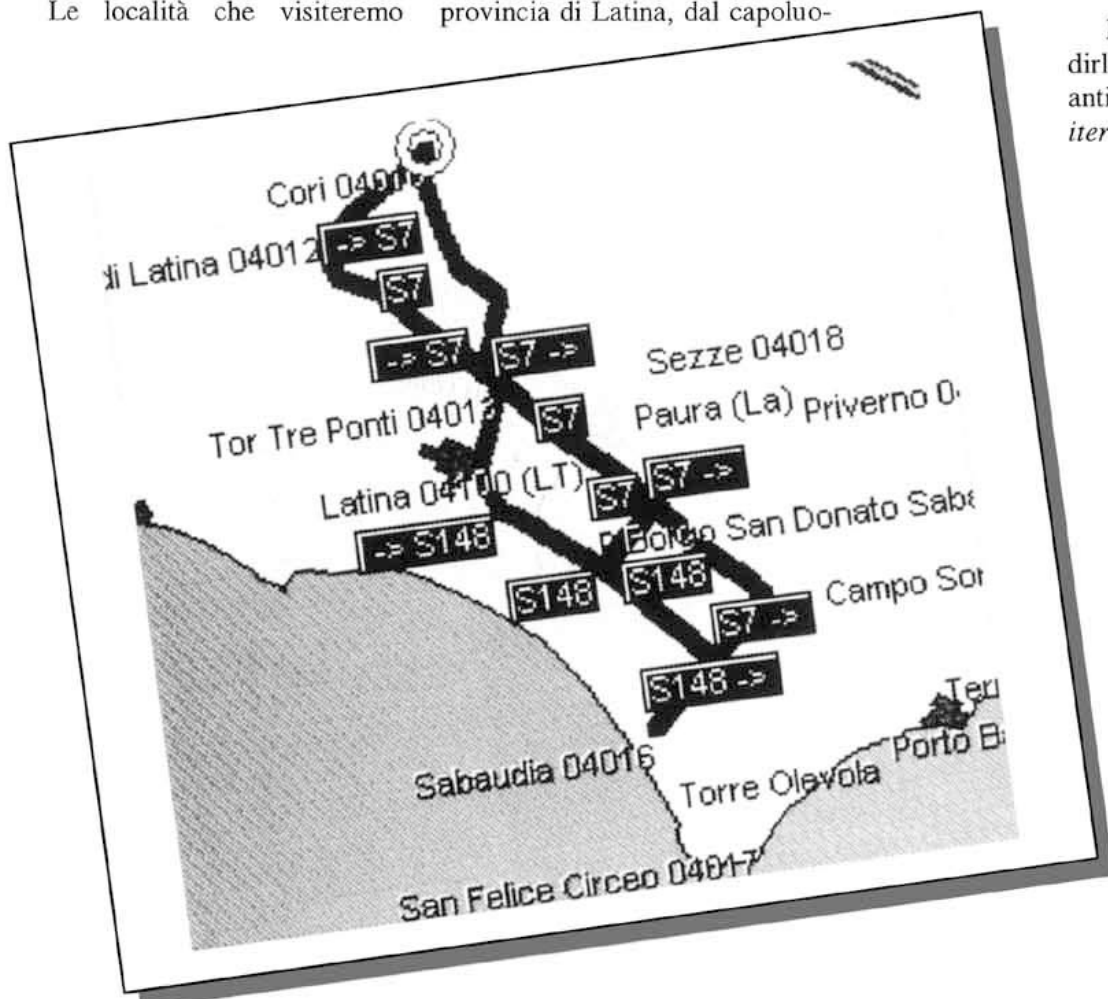 Le località che visiteremo
provincia di Latina, dal capoluo-
dirl
anti
iter
Cori
di Latina 04012
-> S7
S7
-> S7
S7 ->
Sezze 04018
Tor Tre Ponti
S7
Paura (La)
Priverno 0
Latina 04100 (LT)
S7
S7 ->
-> S148
Borgo San Donato Saba
S148
S148
Campo Sor
S7 ->
S148 ->
Sabaudia 04016
Torre Olevola
Terr
Porto Ba
San Felice Circeo 04017